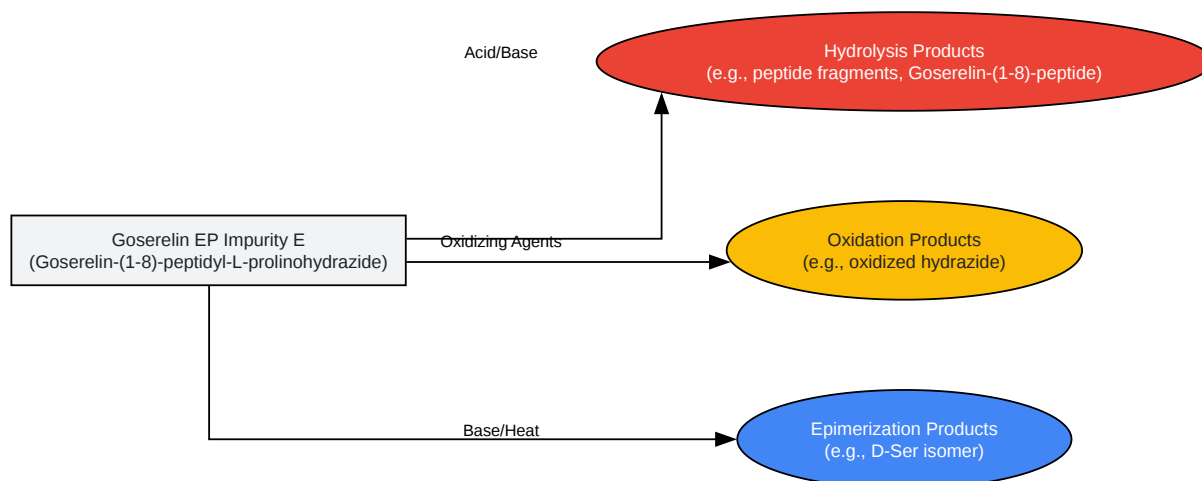 Acid/Base
Hydrolysis Products
(e.g., peptide fragments, Goserelin-(1-8)-peptide)
Goserelin EP Impurity E
(Goserelin-(1-8)-peptidyl-L-prolinohydrazide)
Oxidizing Agents
Oxidation Products
(e.g., oxidized hydrazide)
Base/Heat
Epimerization Products
(e.g., D-Ser isomer)